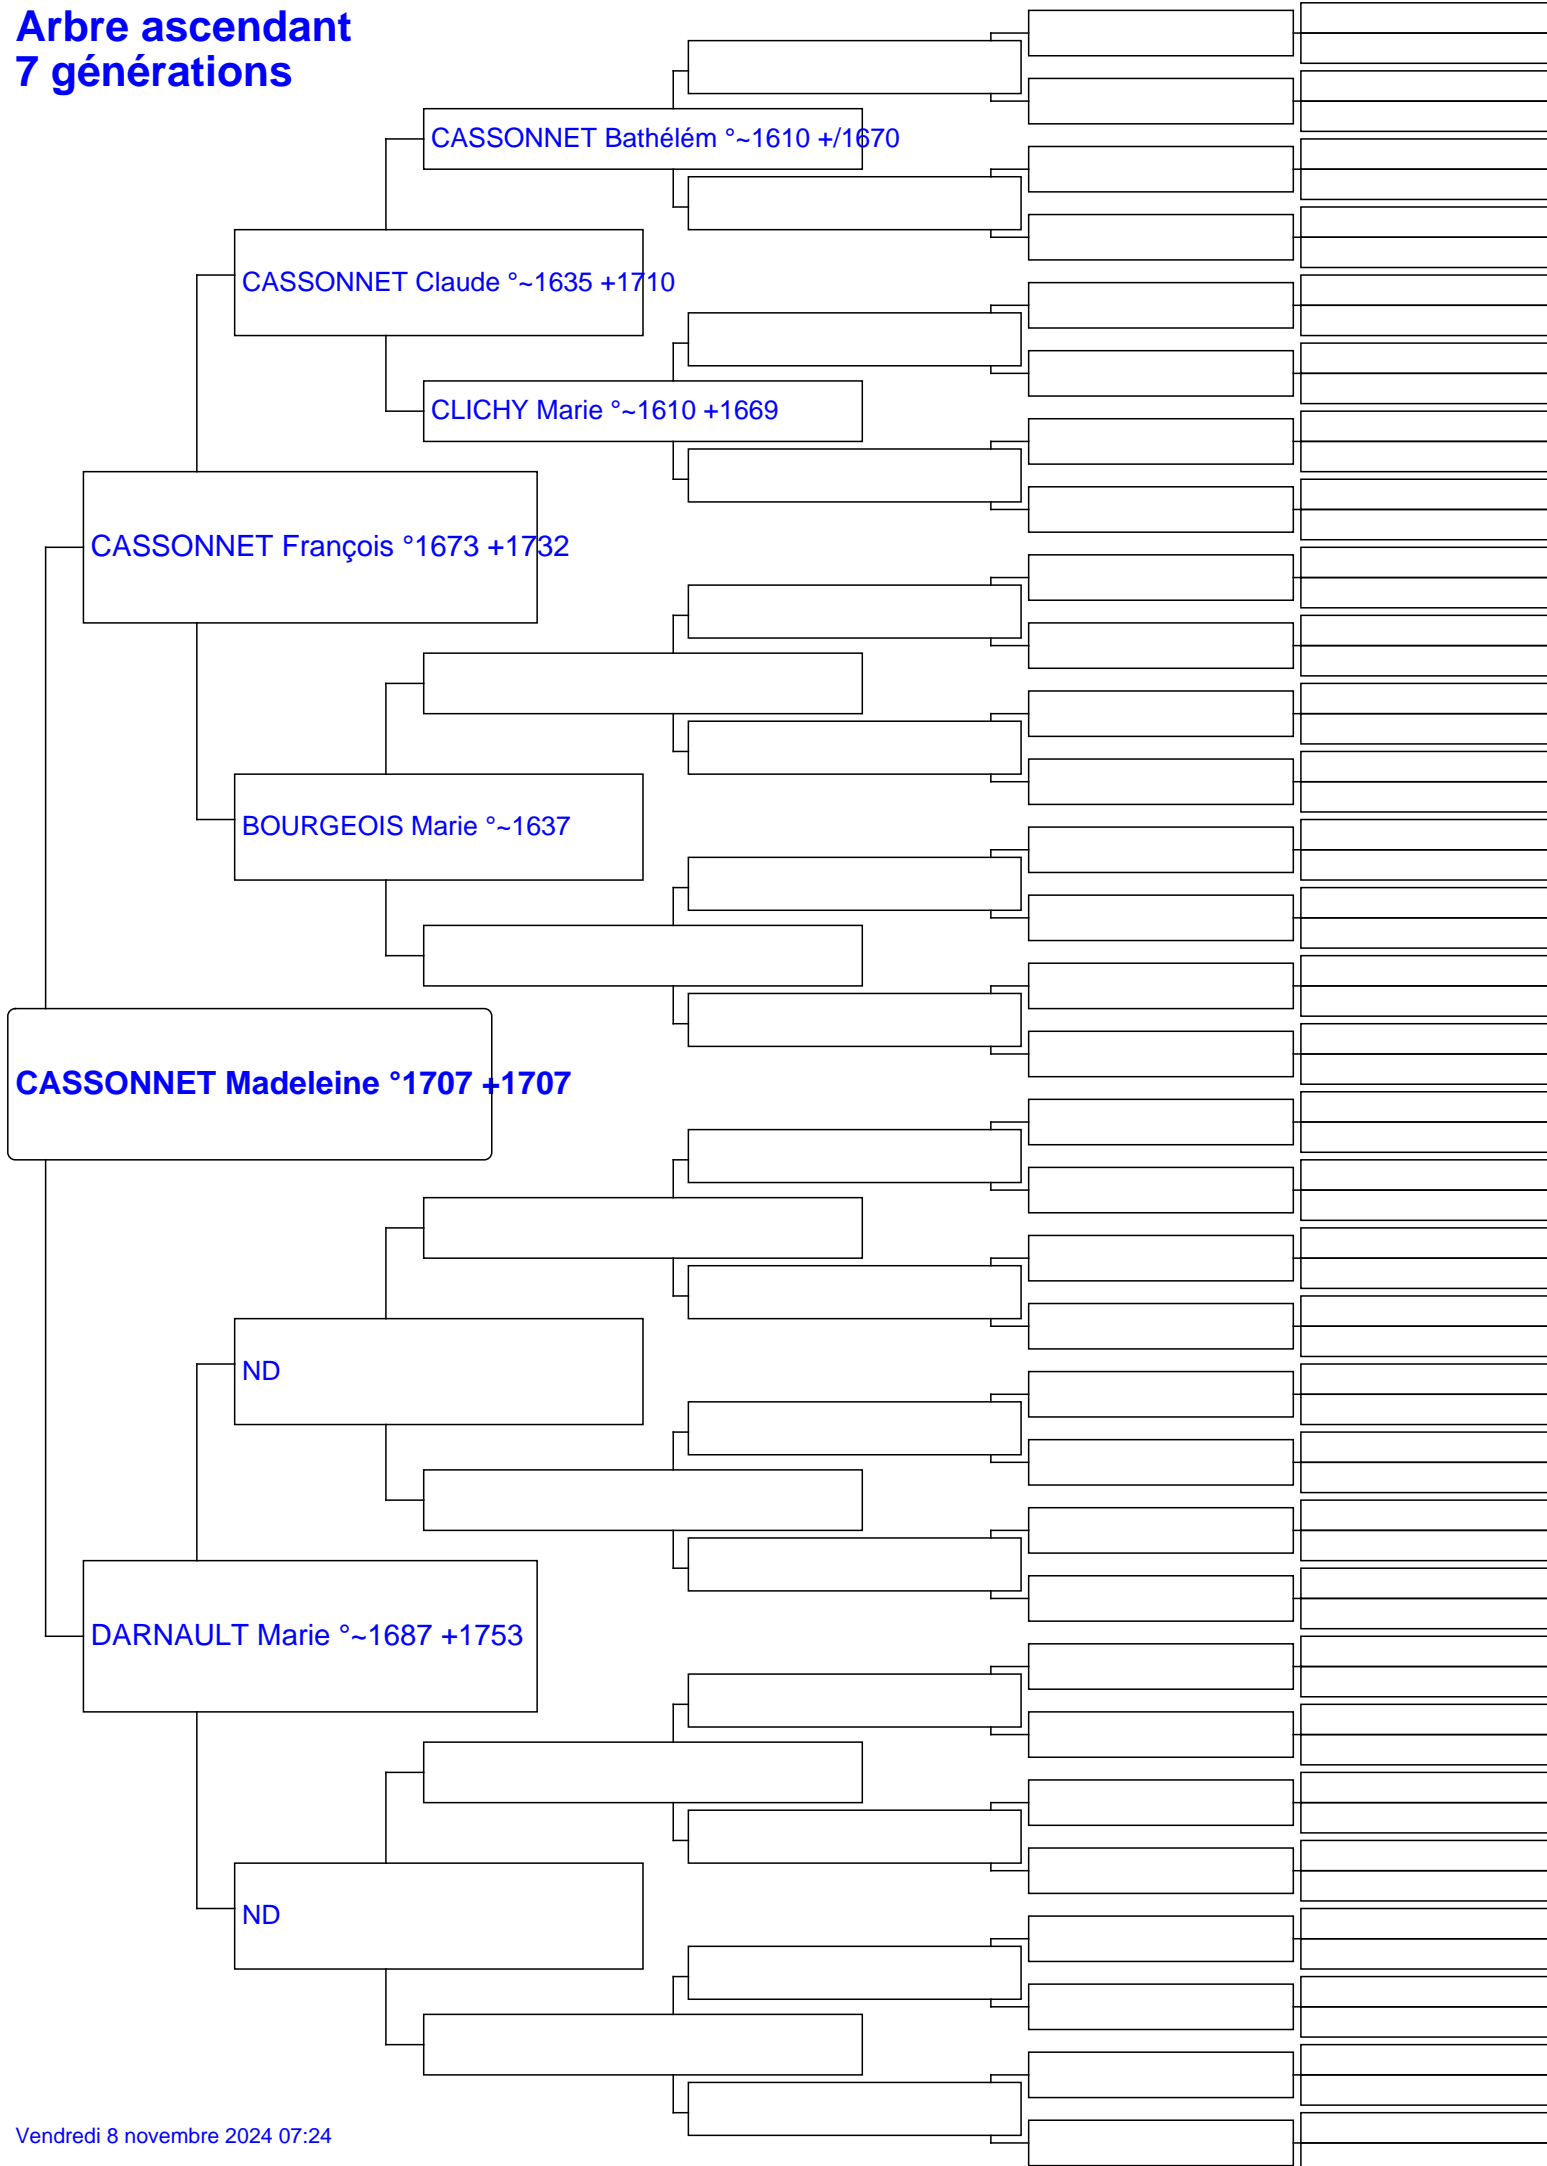 Arbre ascendant
7 générations
CASSONNET Bathélém °~1610 +/1670
CASSONNET Claude °~1635 +1710
CLICHY Marie °~1610 +1669
CASSONNET François °1673 +1732
BOURGEOIS Marie °~1637
CASSONNET Madeleine °1707 +1707
ND
DARNAULT Marie °~1687 +1753
ND
Vendredi 8 novembre 2024 07:24